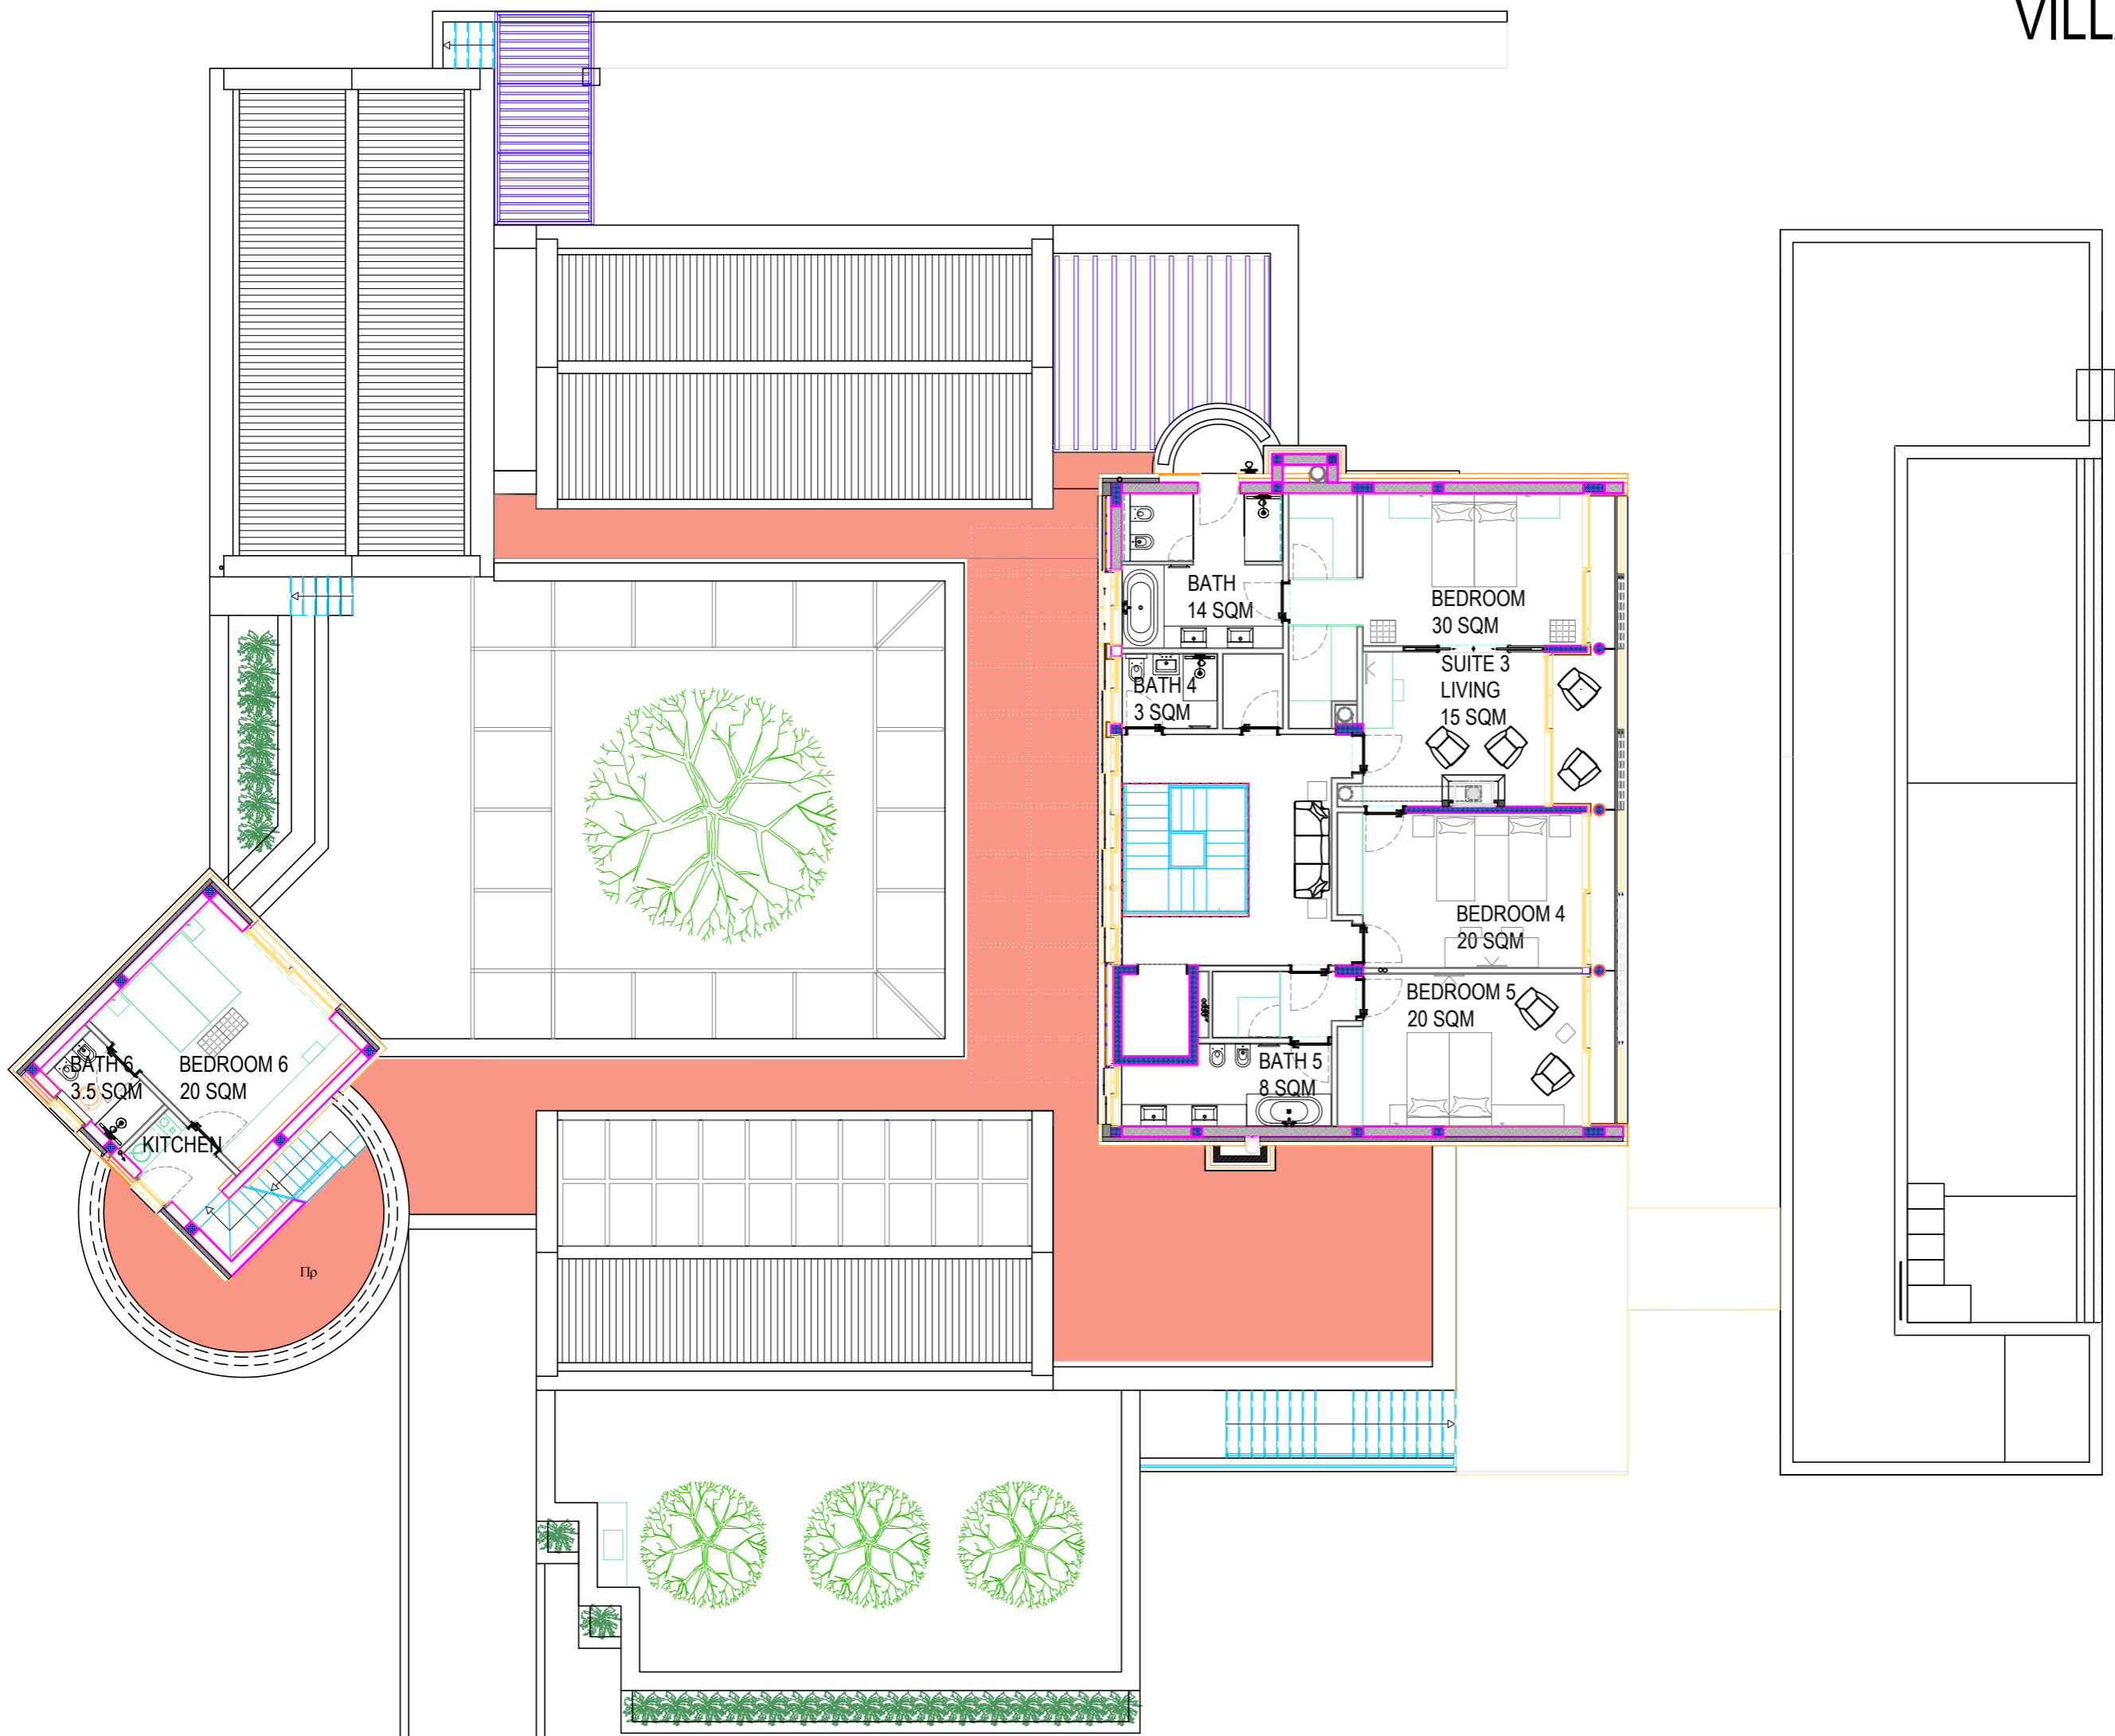 BATH
14 SQM
BEDROOM
30 SQM
SUITE 3
LIVING
15 SQM
BATH 4
3 SQM
BEDROOM 4
20 SQM
BEDROOM 5
20 SQM
BATH 5
8 SQM
BATH 6
3.5 SQM
BEDROOM 6
20 SQM
KITCHEN
Πρ